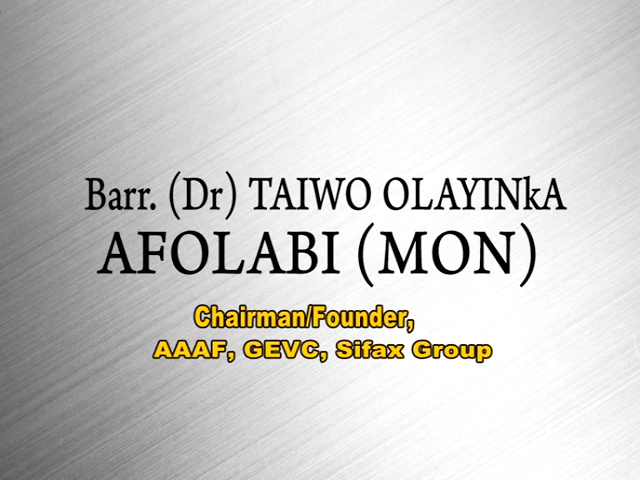 Barr. (Dr) TAIWO OLAYINkA
AFOLABI (MON)
Chairman/Founder,
AAAF, GEVC, Sifax Group